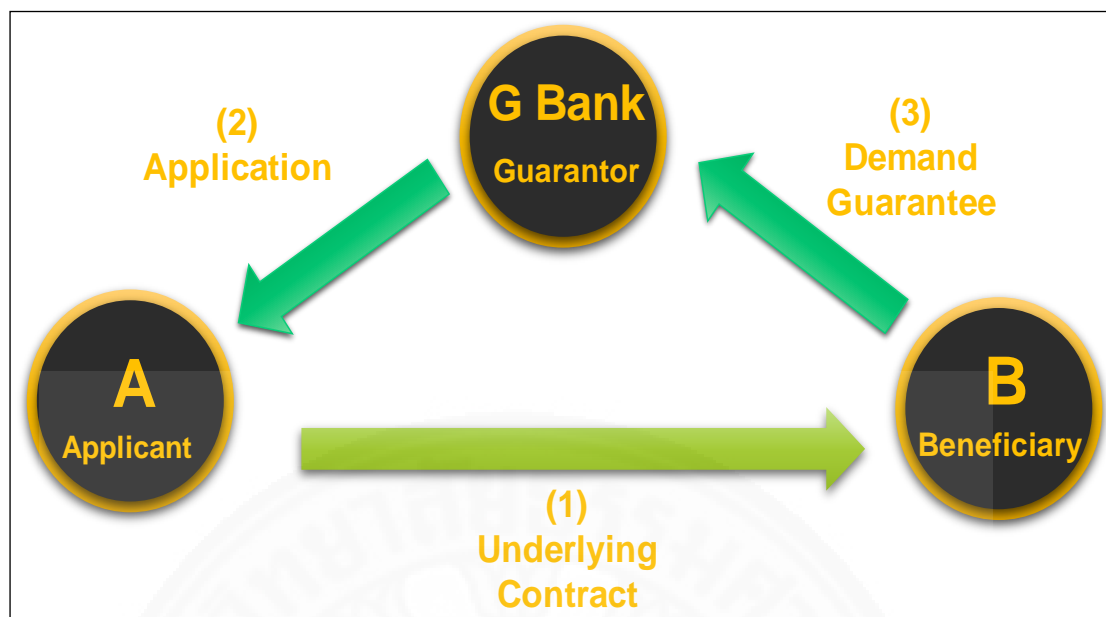 G Bank
Guarantor
(2)
Application
(3)
Demand
Guarantee
A
Applicant
B
Beneficiary
(1)
Underlying
Contract